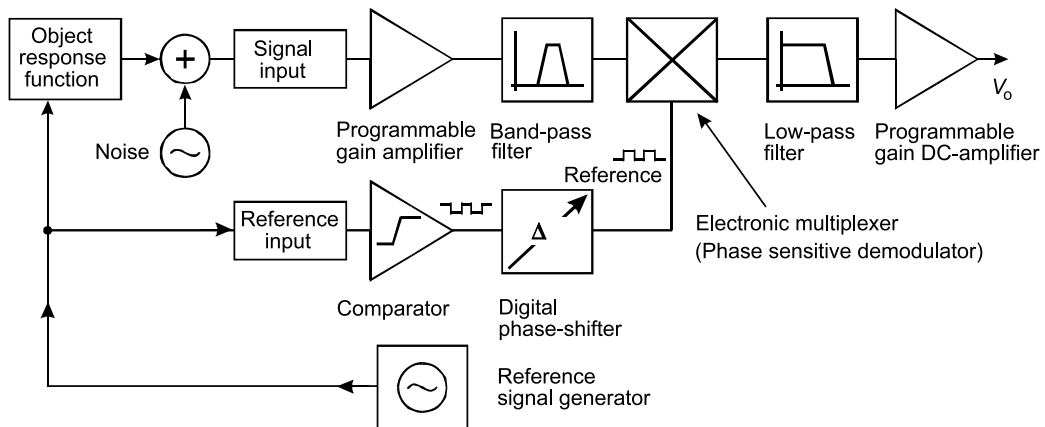 Object
response
function
+
Signal
input
Noise
Programmable
gain amplifier
Band-pass
filter
Low-pass
filter
Programmable
gain DC-amplifier
Vo
Reference
Reference
input
Δ
Electronic multiplexer
(Phase sensitive demodulator)
Comparator
Digital
phase-shifter
Reference
signal generator